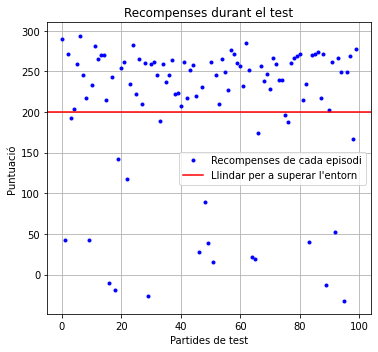 Recompenses durant el test
300
250
200
150
100
50
0
Puntuació
Recompenses de cada episodi
Llindar per a superar l'entorn
0 20 40 60 80 100
Partides de test